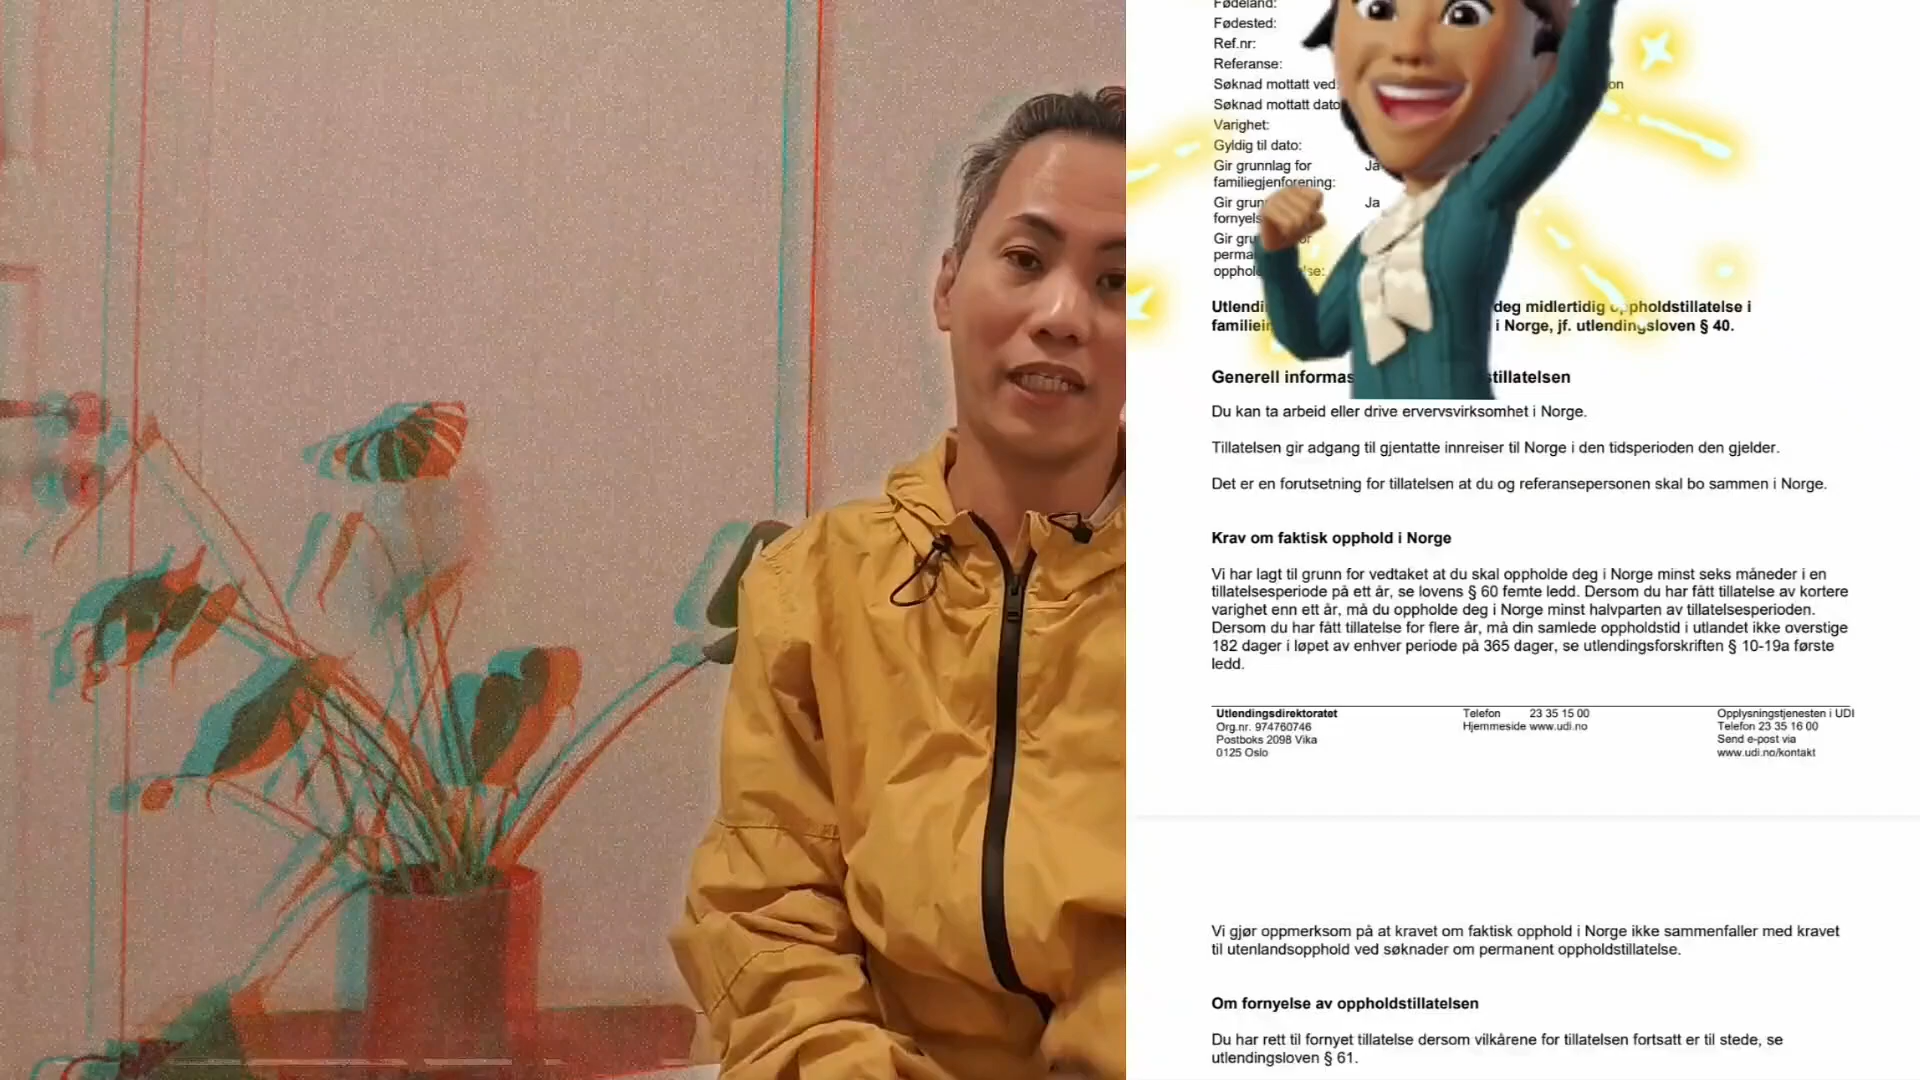 Fødeland:
Fødested:
Ref.nr:
Referanse:
Søknad mottatt ved:
Søknad mottatt dato
Varighet:
Gyldig til dato:
Gir grunnlag for Ja
familiegjenforening:
Gir Ja
Gir
deg midlertidig oppholdstillatelse i
i Norge, jf. utlendingsloven § 40.
Generell
Du kan ta arbeid eller drive ervervsvirksomhet i Norge.
Tillatelsen gir adgang til gjentatte innreiser til Norge i den tidsperioden den gjelder.
Det er en forutsetning for tillatelsen at du og referansepersonen skal bo sammen i Norge.
Krav om faktisk opphold i Norge
Vi har lagt til grunn for vedtaket at du skal oppholde deg i Norge minst seks måneder i en
tillatelsesperiode på ett år, se lovens § 60 femte ledd. Dersom du har fått tillatelse av kortere
varighet enn ett år, må du oppholde deg i Norge minst halvparten av tillatelsesperioden.
Dersom du har fått tillatelse for flere år, må din samlede oppholdstid i utlandet ikke overstige
182 dager i løpet av enhver periode på 365 dager, se utlendingsforskriften § 10-19a første
ledd.
Utlendingsdirektoratet
Org.nr. 974760746
Postboks 2098 Vika
0125 Oslo
Telefon 23 35 15 00
Hjemmeside www.udi.no
Opplysningstjenesten i UDI
Telefon 23 35 16 00
Send e-post via
www.udi.no/kontakt
Vi gjør oppmerksom på at kravet om faktisk opphold i Norge ikke sammenfaller med kravet
til utenlandsopphold ved søknader om permanent oppholdstillatelse.
Om fornyelse av oppholdstillatelsen
Du har rett til fornyet tillatelse dersom vilkårene for tillatelsen fortsatt er til stede, se
utlendingsloven § 61.